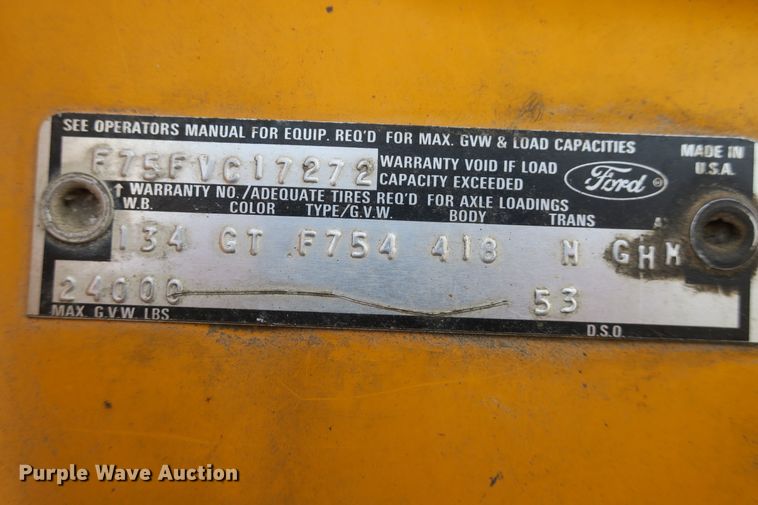 SEE OPERATORS MANUAL FOR EQUIP. REQ'D FOR MAX. GVW & LOAD CAPACITIES
F75FVC17272
WARRANTY VOID IF LOAD
CAPACITY EXCEEDED
Ford
MADE IN
U.S.A.
↑ WARRANTY NO./ADEQUATE TIRES REQ'D FOR AXLE LOADINGS
W.B. COLOR TYPE/G.V.W. BODY TRANS A
134 GT F754 418 M GHM
24000 53
MAX. G.V.W. LBS D.S.O.
Purple Wave Auction